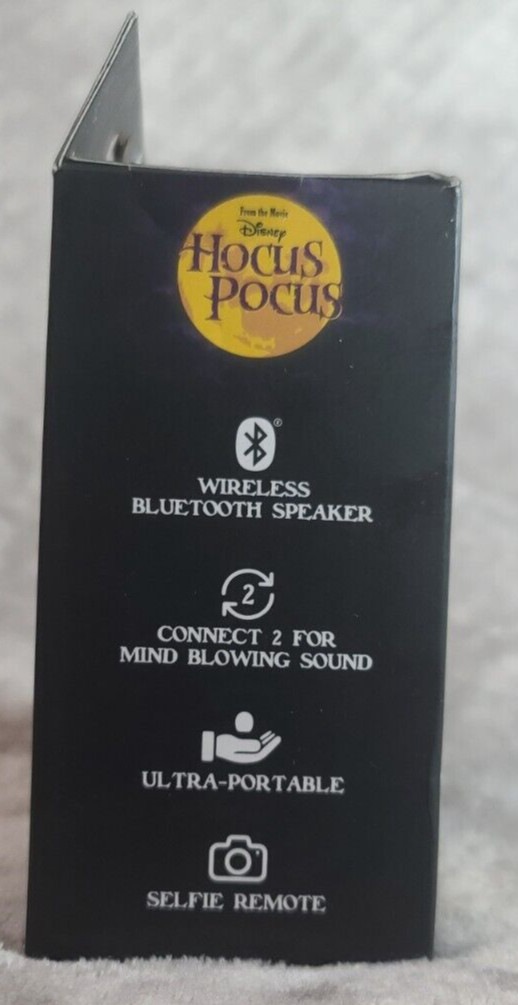 From the Movie
Disney
HOCUS
POCUS
®
WIRELESS
BLUETOOTH SPEAKER
2
CONNECT 2 FOR
MIND BLOWING SOUND
ULTRA-PORTABLE
SELFIE REMOTE